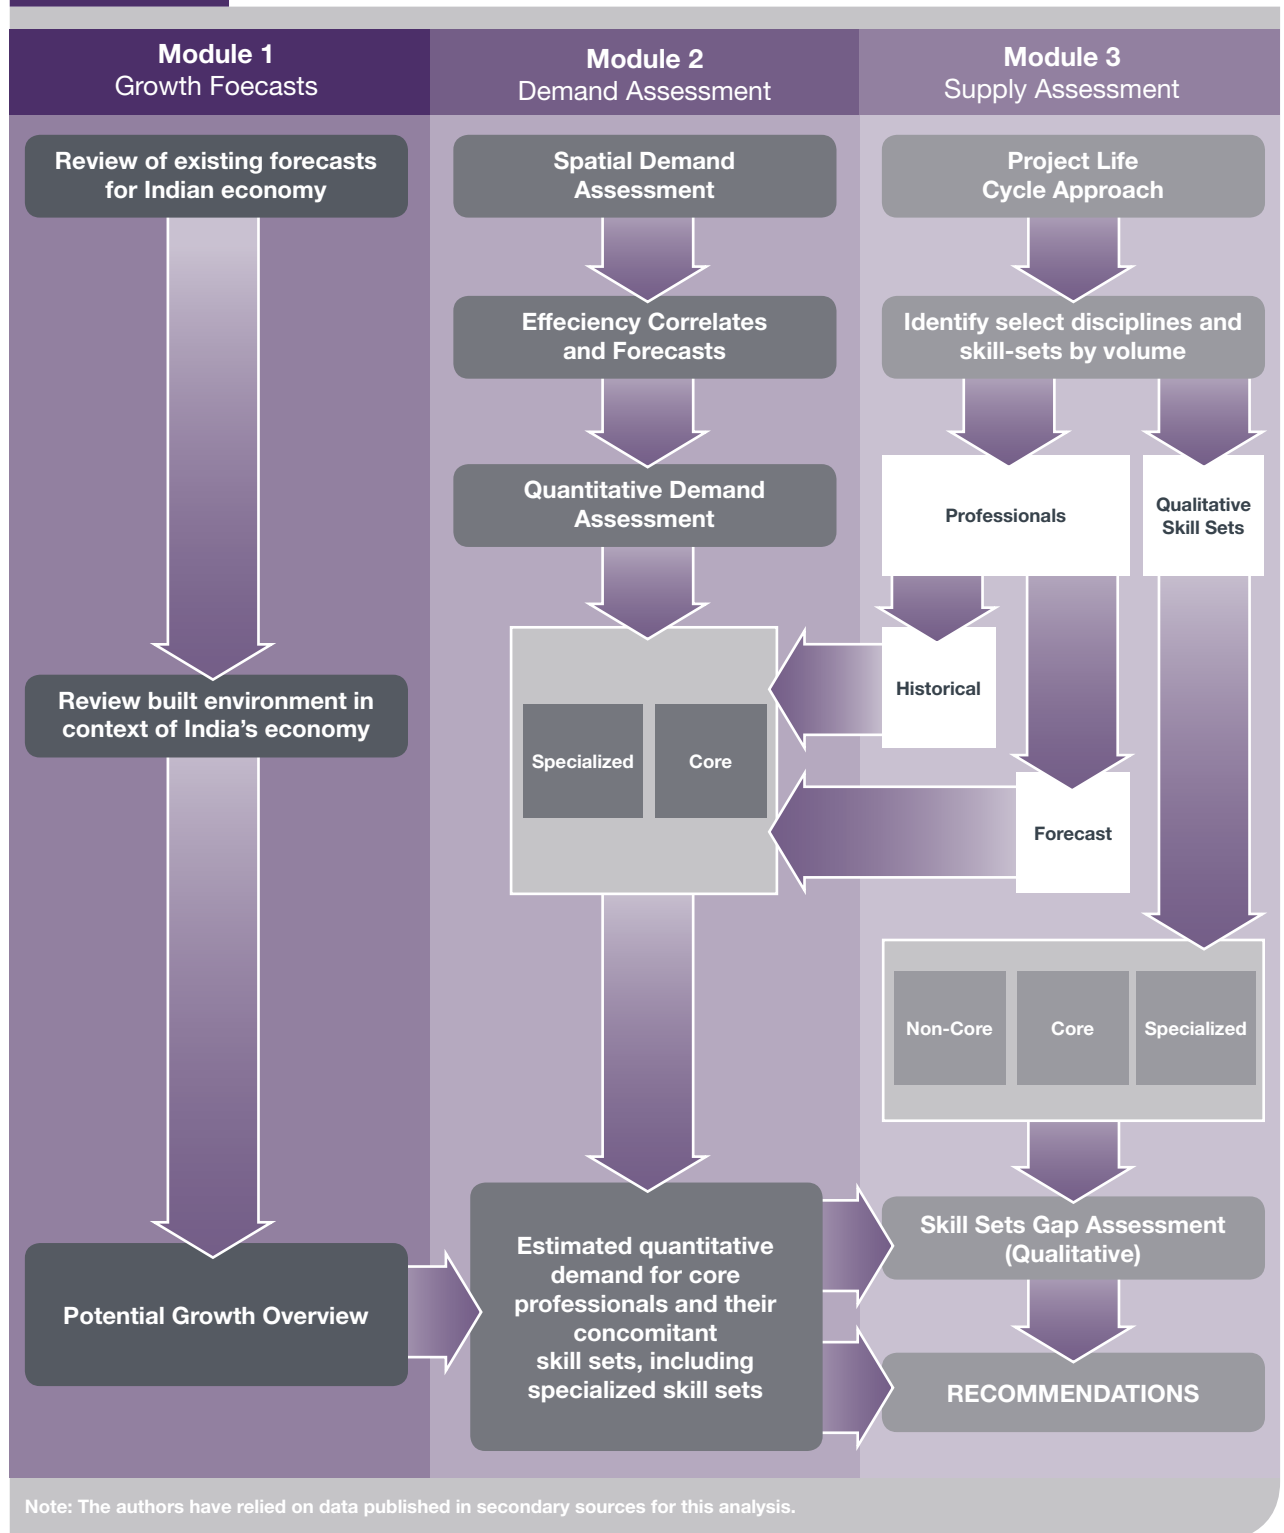 Module 1
Growth Foecasts
Review of existing forecasts
for Indian economy
Review built environment in
context of India's economy
Potential Growth Overview
Module 2
Demand Assessment
Spatial Demand
Assessment
Effeciency Correlates
and Forecasts
Quantitative Demand
Assessment
Specialized
Core
Estimated quantitative
demand for core
professionals and their
concomitant
skill sets, including
specialized skill sets
Module 3
Supply Assessment
Project Life
Cycle Approach
Identify select disciplines and
skill-sets by volume
Professionals
Qualitative
Skill Sets
Historical
Forecast
Non-Core
Core
Specialized
Skill Sets Gap Assessment
(Qualitative)
RECOMMENDATIONS
Note: The authors have relied on data published in secondary sources for this analysis.